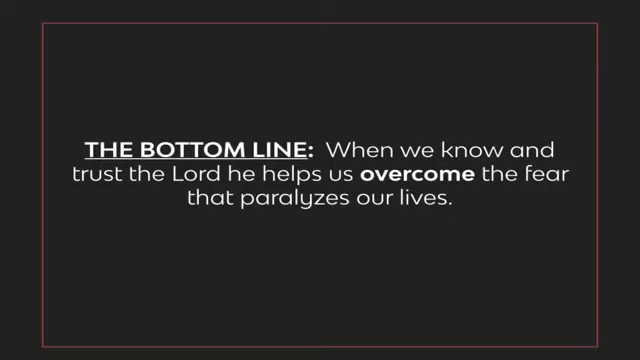 THE BOTTOM LINE: When we know and
trust the Lord he helps us overcome the fear
that paralyzes our lives.